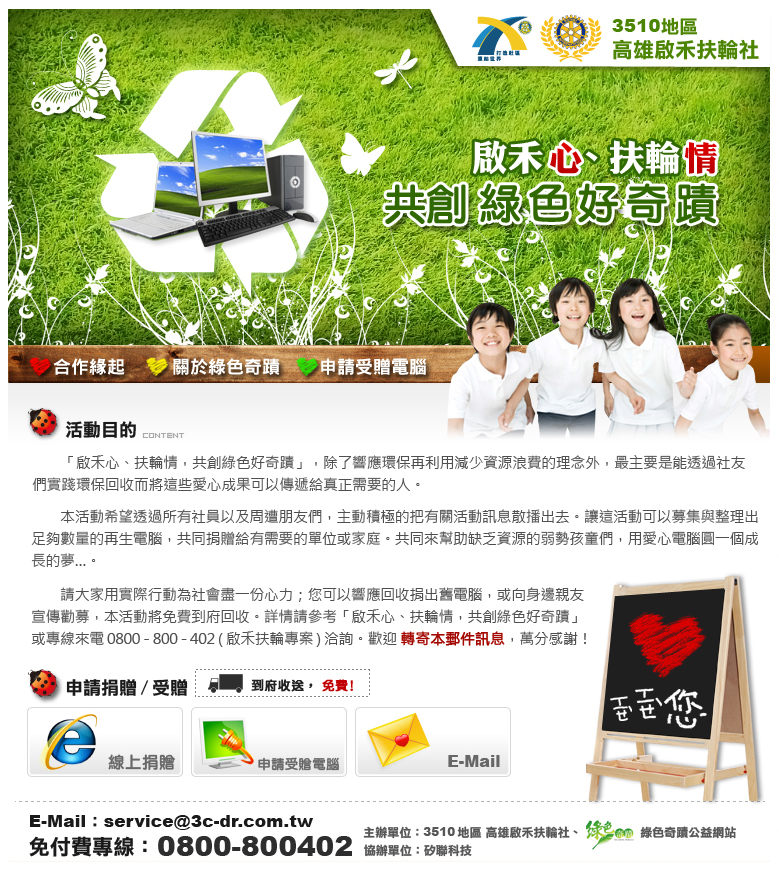 3510地區
高雄啟禾扶輪社
打造社區
連結世界
啟禾心、扶輪情
共創綠色好奇蹟
合作緣起
關於綠色奇蹟
申請受贈電腦
活動目的 CONTENT
「啟禾心、扶輪情，共創綠色好奇蹟」，除了響應環保再利用減少資源浪費的理念外，最主要是能透過社友
們實踐環保回收而將這些愛心成果可以傳遞給真正需要的人。
本活動希望透過所有社員以及周遭朋友們，主動積極的把有關活動訊息散播出去。讓這活動可以募集與整理出
足夠數量的再生電腦，共同捐贈給有需要的單位或家庭。共同來幫助缺乏資源的弱勢孩童們，用愛心電腦圓一個成
長的夢...。
請大家用實際行動為社會盡一份心力；您可以響應回收捐出舊電腦，或向身邊親友
宣傳勸募，本活動將免費到府回收。詳情請參考「啟禾心、扶輪情，共創綠色好奇蹟」
或專線來電 0800 - 800 - 402 ( 啟禾扶輪專案 ) 洽詢。歡迎 轉寄本郵件訊息，萬分感謝！
亞亞您
申請捐贈 / 受贈
到府收送， 免費!
線上捐贈
申請受贈電腦
E-Mail
E-Mail：service@3c-dr.com.tw
免付費專線：0800-800402
主辦單位：3510 地區 高雄啟禾扶輪社、
綠色奇蹟公益網站
協辦單位：矽聯科技